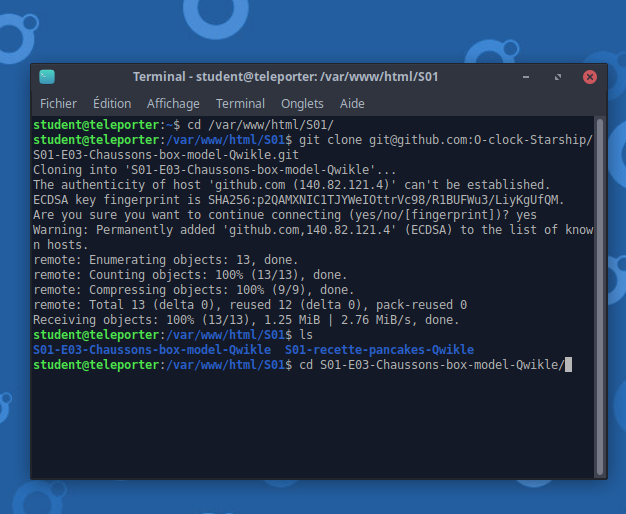 Terminal - student@teleporter: /var/www/html/S01
Fichier Édition Affichage Terminal Onglets Aide
student@teleporter:~$ cd /var/www/html/S01/
student@teleporter:/var/www/html/S01$ git clone git@github.com:O-clock-Starship/
S01-E03-Chaussons-box-model-Qwikle.git
Cloning into 'S01-E03-Chaussons-box-model-Qwikle'...
The authenticity of host 'github.com (140.82.121.4)' can't be established.
ECDSA key fingerprint is SHA256:p2QAMXNIC1TJYWeIOttrVc98/R1BUFWu3/LiyKgUfQM.
Are you sure you want to continue connecting (yes/no/[fingerprint])? yes
Warning: Permanently added 'github.com,140.82.121.4' (ECDSA) to the list of know
n hosts.
remote: Enumerating objects: 13, done.
remote: Counting objects: 100% (13/13), done.
remote: Compressing objects: 100% (9/9), done.
remote: Total 13 (delta 0), reused 12 (delta 0), pack-reused 0
Receiving objects: 100% (13/13), 1.25 MiB | 2.76 MiB/s, done.
student@teleporter:/var/www/html/S01$ ls
S01-E03-Chaussons-box-model-Qwikle  S01-recette-pancakes-Qwikle
student@teleporter:/var/www/html/S01$ cd S01-E03-Chaussons-box-model-Qwikle/